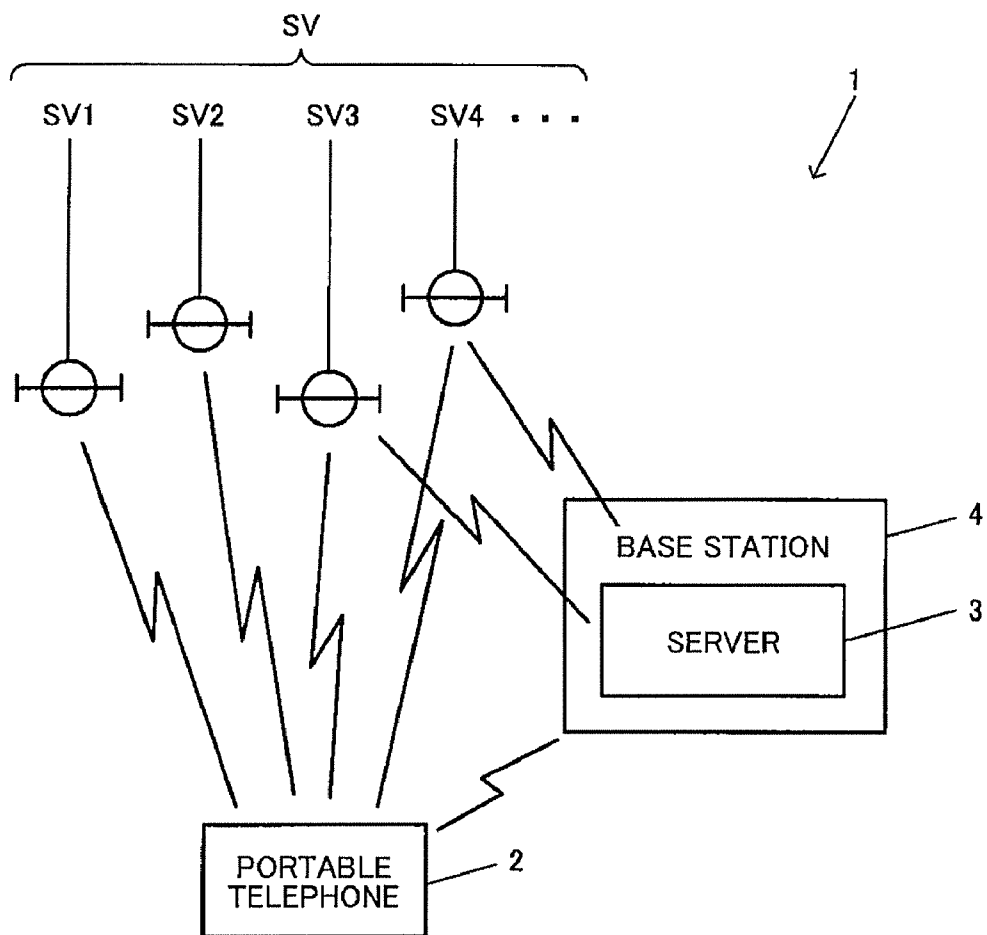 SV
1
SV1 SV2 SV3 SV4 ...
4
BASE STATION
3
SERVER
PORTABLE
TELEPHONE
2